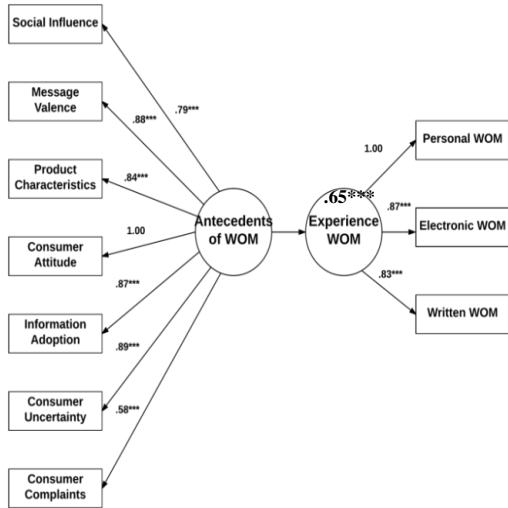 Social Influence
Message
Valence
Product
Characteristics
Consumer
Attitude
Information
Adoption
Consumer
Uncertainty
Consumer
Complaints
.79***
.88***
.84***
1.00
.87***
.89***
.58***
Antecedents
of WOM
.65***
Experience
WOM
1.00
.87***
.83***
Personal WOM
Electronic WOM
Written WOM